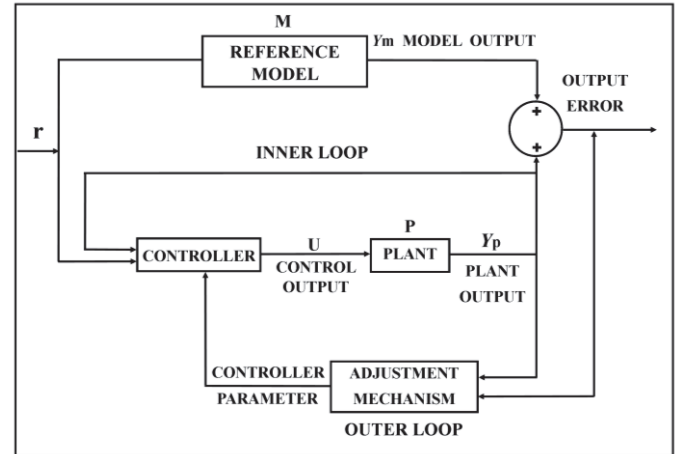 M
REFERENCE
MODEL
Ym MODEL OUTPUT
OUTPUT
ERROR
+
+
r
INNER LOOP
CONTROLLER
U
CONTROL
OUTPUT
P
PLANT
Yp
PLANT
OUTPUT
CONTROLLER
PARAMETER
ADJUSTMENT
MECHANISM
OUTER LOOP